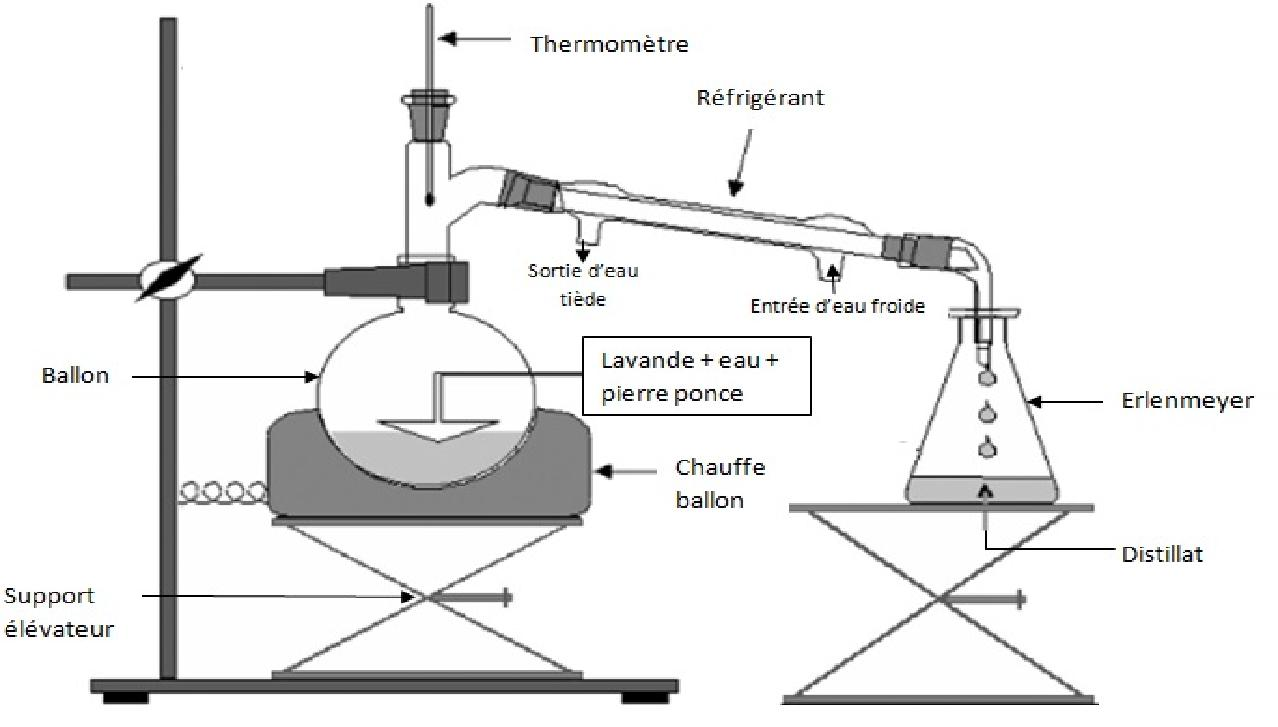 Thermomètre
Réfrigérant
Sortie d'eau
tiède
Entrée d'eau froide
Ballon
Lavande + eau +
pierre ponce
Erlenmeyer
Chauffe
ballon
Distillat
Support
élévateur